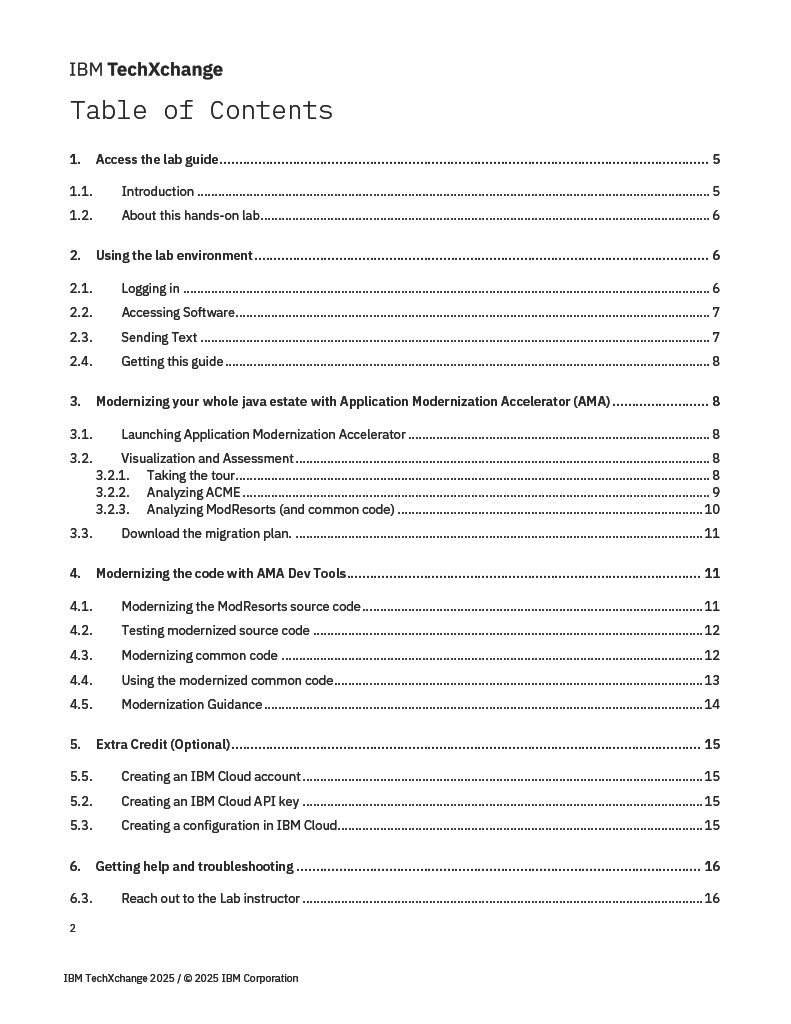 IBM TechXchange
Table of Contents
1. Access the lab guide 5
1.1. Introduction 5
1.2. About this hands-on lab 6
2. Using the lab environment 6
2.1. Logging in 6
2.2. Accessing Software 7
2.3. Sending Text 7
2.4. Getting this guide 8
3. Modernizing your whole java estate with Application Modernization Accelerator (AMA) 8
3.1. Launching Application Modernization Accelerator 8
3.2. Visualization and Assessment 8
3.2.1. Taking the tour 8
3.2.2. Analyzing ACME 9
3.2.3. Analyzing ModResorts (and common code) 10
3.3. Download the migration plan. 11
4. Modernizing the code with AMA Dev Tools 11
4.1. Modernizing the ModResorts source code 11
4.2. Testing modernized source code 12
4.3. Modernizing common code 12
4.4. Using the modernized common code 13
4.5. Modernization Guidance 14
5. Extra Credit (Optional) 15
5.5. Creating an IBM Cloud account 15
5.2. Creating an IBM Cloud API key 15
5.3. Creating a configuration in IBM Cloud 15
6. Getting help and troubleshooting 16
6.3. Reach out to the Lab instructor 16
2
IBM TechXchange 2025 / © 2025 IBM Corporation